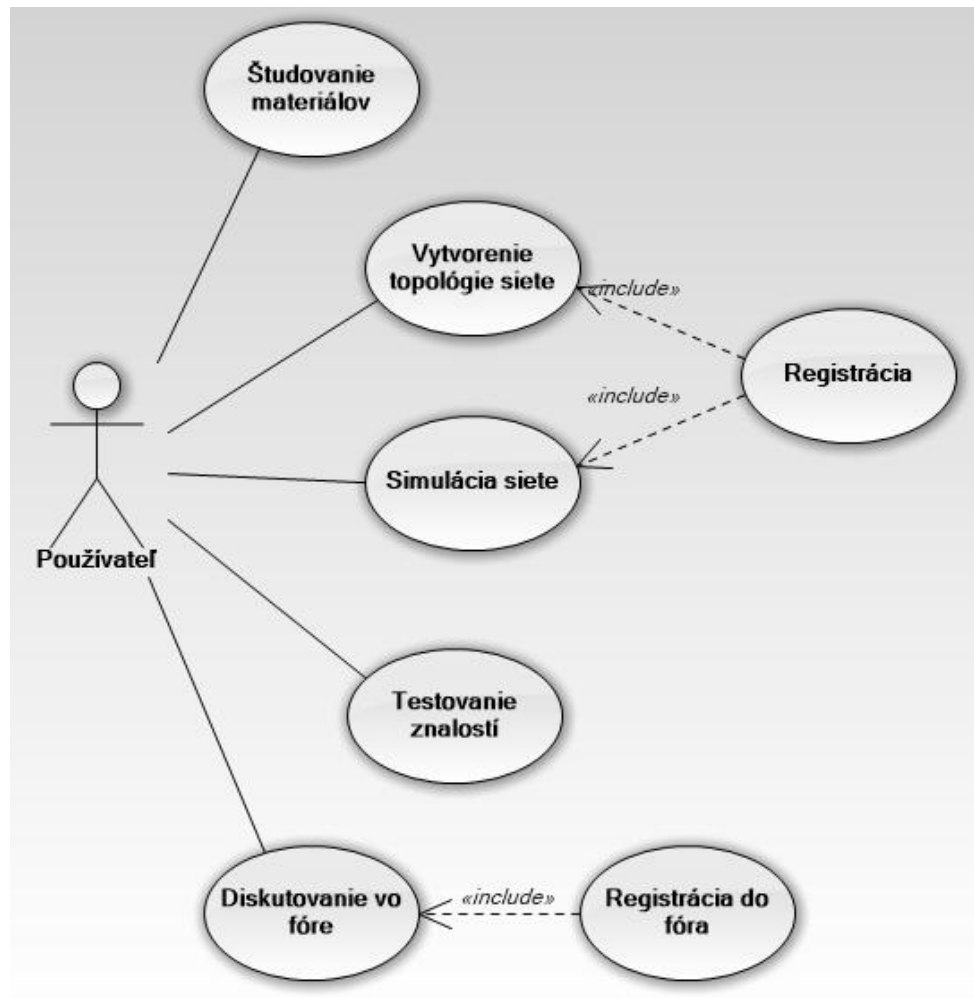 Študovanie
materiálov
Vytvorenie
topológie siete
«include»
Registrácia
«include»
Simulácia siete
Používateľ
Testovanie
znalostí
Diskutovanie vo
fóre
«include»
Registrácia do
fóra